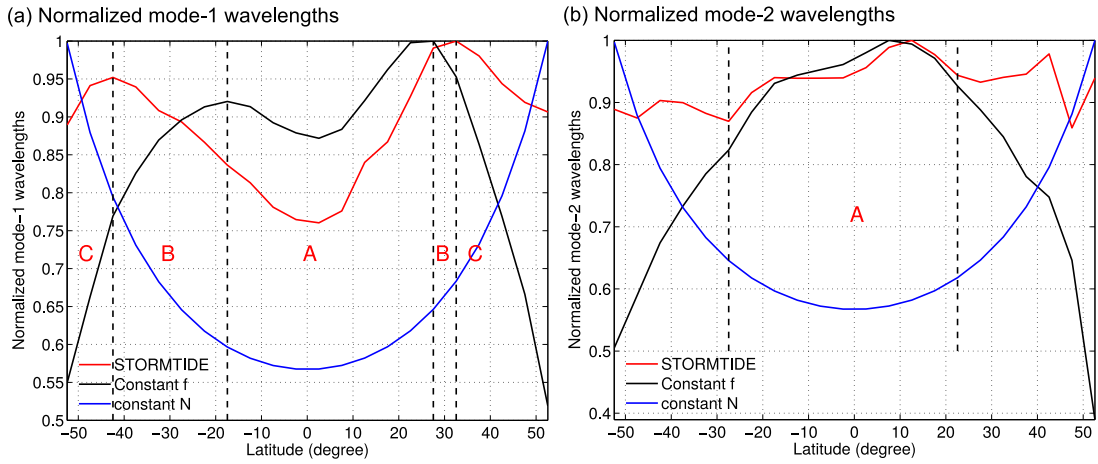 (a) Normalized mode-1 wavelengths
Normalized mode-1 wavelengths
1
0.95
0.9
0.85
0.8
0.75
0.7
0.65
0.6
0.55
0.5
C
B
A
B
C
STORMTIDE
Constant f
constant N
−50 −40 −30 −20 −10 0 10 20 30 40 50
Latitude (degree)
(b) Normalized mode-2 wavelengths
Normalized mode-2 wavelengths
1
0.9
0.8
0.7
0.6
0.5
0.4
A
STORMTIDE
Constant f
constant N
−50 −40 −30 −20 −10 0 10 20 30 40 50
Latitude (degree)